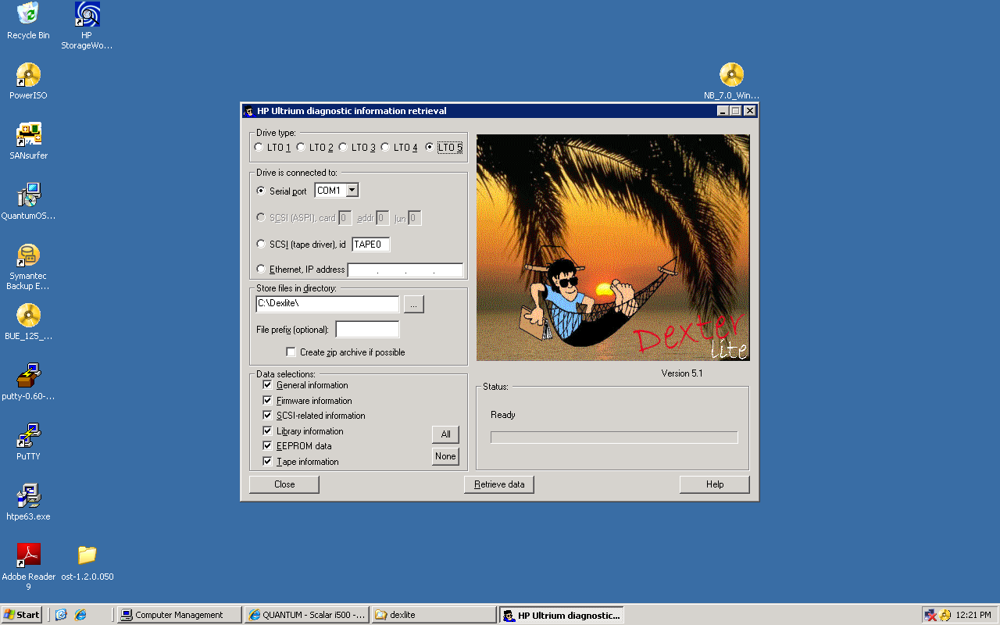 Recycle Bin
HP
StorageWo...
PowerISO
NB_7.0_Win...
SANsurfer
QuantumOS...
Symantec
Backup E...
BUE_125_...
putty-0.60-...
PuTTY
htpe63.exe
Adobe Reader
9
ost-1.2.0.050
HP Ultrium diagnostic information retrieval
Drive type:
LTO 1 LTO 2 LTO 3 LTO 4 LTO 5
Drive is connected to:
Serial port COM1
SCSI (ASPI), card 0 addr 0 lun 0
SCSI (tape driver), id TAPE0
Ethernet, IP address . . .
Store files in directory:
C:\Dexlite\ ...
File prefix (optional):
Create zip archive if possible
Data selections:
General information
Firmware information
SCSI-related information
Library information
EEPROM data
Tape information
All
None
Dexter
lite
Version 5.1
Status:
Ready
Close Retrieve data Help
Start Computer Management QUANTUM - Scalar i500 -... dexlite HP Ultrium diagnostic... 12:21 PM